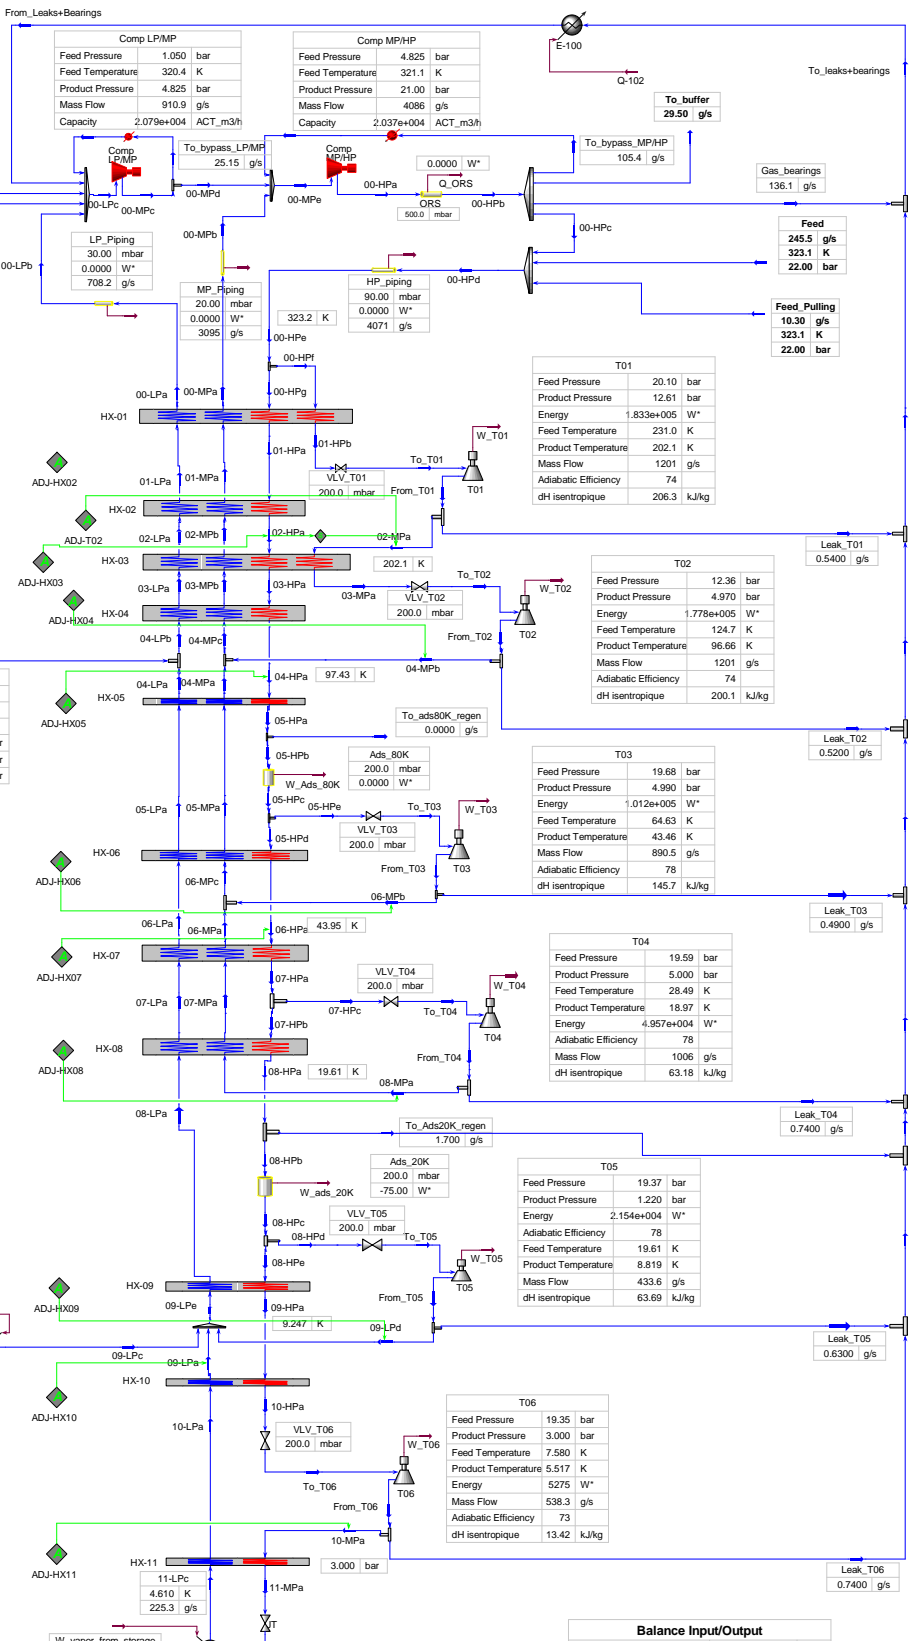 From_Leaks+Bearings
E-100
Q-102
To_leaks+bearings
Comp LP/MP
Feed Pressure 1.050 bar
Feed Temperature 320.4 K
Product Pressure 4.825 bar
Mass Flow 910.9 g/s
Capacity 2.079e+004 ACT_m3/h
Comp MP/HP
Feed Pressure 4.825 bar
Feed Temperature 321.1 K
Product Pressure 21.00 bar
Mass Flow 4086 g/s
Capacity 2.037e+004 ACT_m3/h
To_buffer
29.50 g/s
Comp
LP/MP
To_bypass_LP/MP
25.15 g/s
Comp
MP/HP
0.0000 W*
Q_ORS
To_bypass_MP/HP
105.4 g/s
Gas_bearings
136.1 g/s
00-LPc
00-MPc
00-MPd
00-MPe
00-HPa
ORS
500.0 mbar
00-HPb
00-HPc
00-LPb
LP_Piping
30.00 mbar
0.0000 W*
708.2 g/s
00-MPb
MP_Piping
20.00 mbar
0.0000 W*
3095 g/s
HP_piping
90.00 mbar
0.0000 W*
4071 g/s
00-HPd
Feed
245.5 g/s
323.1 K
22.00 bar
Feed_Pulling
10.30 g/s
323.1 K
22.00 bar
323.2 K
00-HPe
00-HPf
00-LPa
00-MPa
00-HPg
HX-01
T01
Feed Pressure 20.10 bar
Product Pressure 12.61 bar
Energy 1.833e+005 W*
Feed Temperature 231.0 K
Product Temperature 202.1 K
Mass Flow 1201 g/s
Adiabatic Efficiency 74
dH isentropique 206.3 kJ/kg
01-HPa
01-HPb
W_T01
To_T01
T01
VLV_T01
200.0 mbar
From_T01
ADJ-HX02
01-LPa
01-MPa
HX-02
ADJ-T02
02-LPa
02-MPb
02-HPa
02-MPa
202.1 K
Leak_T01
0.5400 g/s
ADJ-HX03
HX-03
03-LPa
03-MPb
03-HPa
03-MPa
VLV_T02
200.0 mbar
To_T02
W_T02
T02
T02
Feed Pressure 12.36 bar
Product Pressure 4.970 bar
Energy 1.778e+005 W*
Feed Temperature 124.7 K
Product Temperature 96.66 K
Mass Flow 1201 g/s
Adiabatic Efficiency 74
dH isentropique 200.1 kJ/kg
ADJ-HX04
HX-04
04-LPb
04-MPc
From_T02
04-MPb
04-LPa
04-MPa
04-HPa
97.43 K
HX-05
ADJ-HX05
05-HPa
To_ads80K_regen
0.0000 g/s
Leak_T02
0.5200 g/s
05-HPb
Ads_80K
200.0 mbar
0.0000 W*
W_Ads_80K
T03
Feed Pressure 19.68 bar
Product Pressure 4.990 bar
Energy 1.012e+005 W*
Feed Temperature 64.63 K
Product Temperature 43.46 K
Mass Flow 890.5 g/s
Adiabatic Efficiency 78
dH isentropique 145.7 kJ/kg
05-LPa
05-MPa
05-HPc
05-HPe
To_T03
W_T03
VLV_T03
200.0 mbar
T03
05-HPd
HX-06
From_T03
ADJ-HX06
06-MPc
06-MPb
06-LPa
06-MPa
06-HPa
43.95 K
Leak_T03
0.4900 g/s
HX-07
ADJ-HX07
07-HPa
T04
Feed Pressure 19.59 bar
Product Pressure 5.000 bar
Feed Temperature 28.49 K
Product Temperature 18.97 K
Energy 4.957e+004 W*
Adiabatic Efficiency 78
Mass Flow 1006 g/s
dH isentropique 63.18 kJ/kg
VLV_T04
200.0 mbar
W_T04
07-LPa
07-MPa
07-HPc
To_T04
T04
07-HPb
HX-08
From_T04
ADJ-HX08
08-HPa
19.61 K
08-MPa
08-LPa
Leak_T04
0.7400 g/s
To_Ads20K_regen
1.700 g/s
08-HPb
Ads_20K
200.0 mbar
-75.00 W*
W_ads_20K
T05
Feed Pressure 19.37 bar
Product Pressure 1.220 bar
Energy 2.154e+004 W*
Adiabatic Efficiency 78
Feed Temperature 19.61 K
Product Temperature 8.819 K
Mass Flow 433.6 g/s
dH isentropique 63.69 kJ/kg
VLV_T05
200.0 mbar
08-HPc
08-HPd
To_T05
W_T05
T05
08-HPe
HX-09
ADJ-HX09
09-LPe
09-HPa
From_T05
9.247 K
09-LPd
Leak_T05
0.6300 g/s
09-LPc
09-LPa
HX-10
ADJ-HX10
10-HPa
10-LPa
VLV_T06
200.0 mbar
T06
Feed Pressure 19.35 bar
Product Pressure 3.000 bar
Feed Temperature 7.580 K
Product Temperature 5.517 K
Energy 5275 W*
Mass Flow 538.3 g/s
Adiabatic Efficiency 73
dH isentropique 13.42 kJ/kg
W_T06
To_T06
T06
From_T06
10-MPa
HX-11
ADJ-HX11
3.000 bar
Leak_T06
0.7400 g/s
11-LPc
4.610 K
225.3 g/s
11-MPa
JT
Balance Input/Output